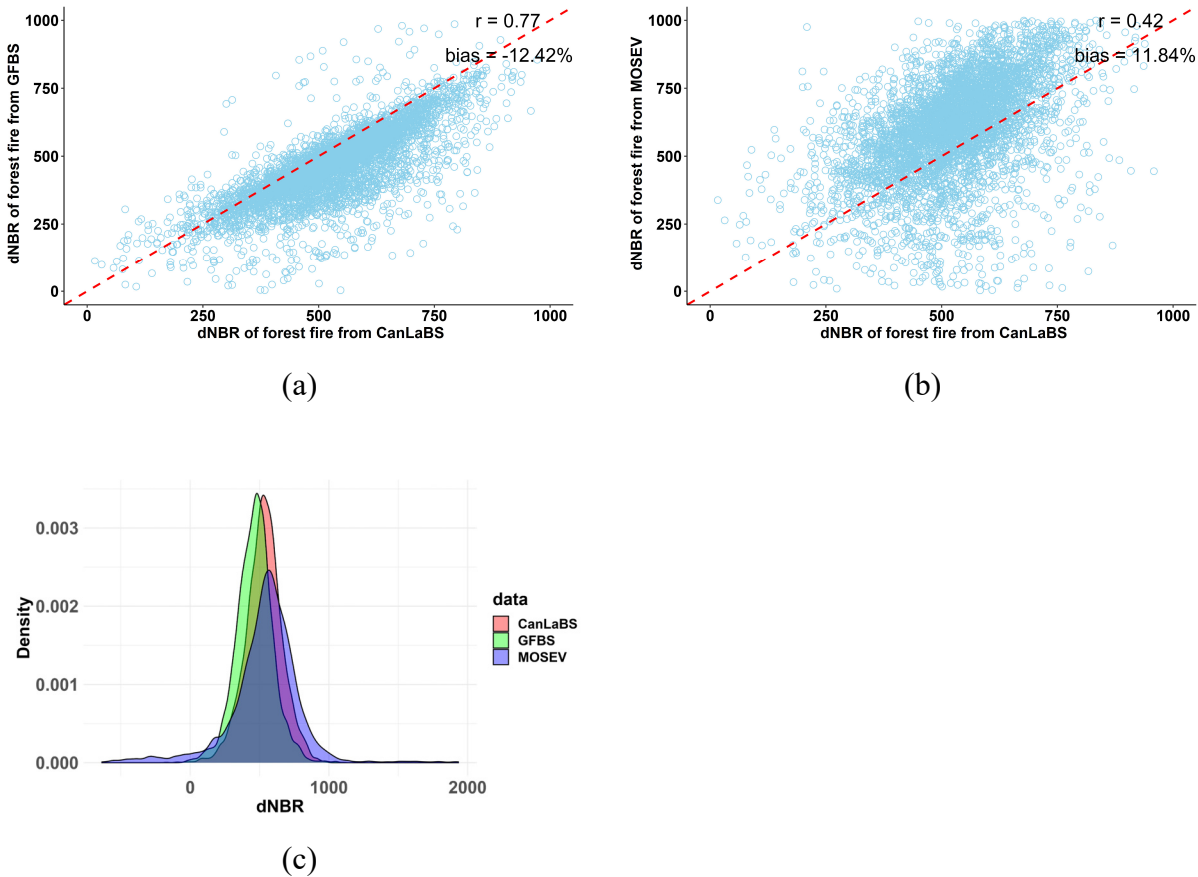 1000
750
500
250
0
dNBR of forest fire from GFBS
r = 0.77
bias = -12.42%
0 250 500 750 1000
dNBR of forest fire from CanLaBS
(a)
1000
750
500
250
0
dNBR of forest fire from MOSEV
r = 0.42
bias = 11.84%
0 250 500 750 1000
dNBR of forest fire from CanLaBS
(b)
0.003
0.002
0.001
0.000
Density
0 1000 2000
dNBR
data
CanLaBS
GFBS
MOSEV
(c)